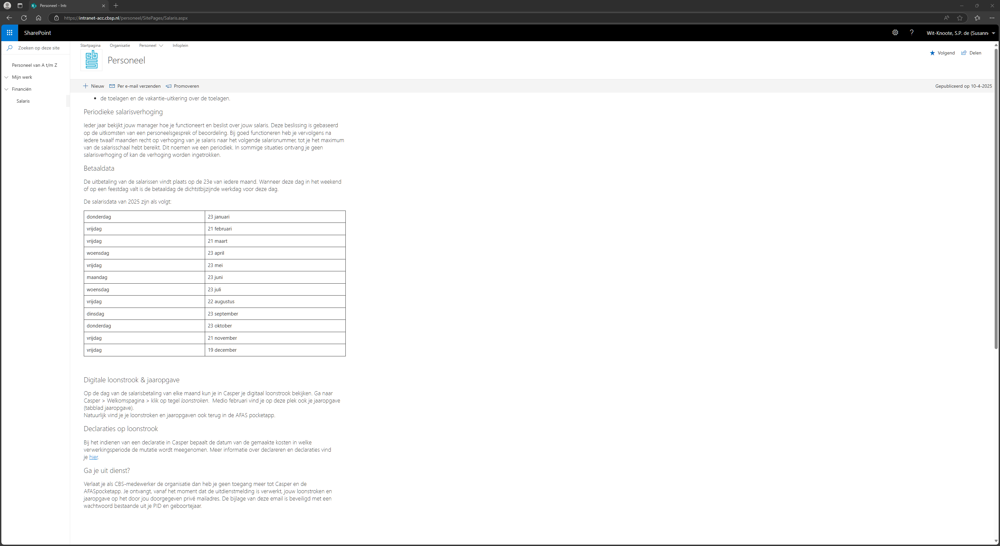 Personeel - Intr
https://intranet-acc.cbsp.nl/personeel/SitePages/Salaris.aspx
SharePoint
Wit-Knoote, S.P. de (Susann
Zoeken op deze site
Startpagina Organisatie Personeel Infoplein
Personeel
Volgend Delen
Personeel van A t/m Z
Mijn werk
Financiën
Salaris
Nieuw Per e-mail verzenden Promoveren
Gepubliceerd op 10-4-2025
• de toelagen en de vakantie-uitkering over de toelagen.
Periodieke salarisverhoging
Ieder jaar bekijkt jouw manager hoe je functioneert en beslist over jouw salaris. Deze beslissing is gebaseerd
op de uitkomsten van een personeelsgesprek of beoordeling. Bij goed functioneren heb je vervolgens na
iedere twaalf maanden recht op verhoging van je salaris naar het volgende salarisnummer, tot je het maximum
van de salarisschaal hebt bereikt. Dit noemen we een periodiek. In sommige situaties ontvang je geen
salarisverhoging of kan de verhoging worden ingetrokken.
Betaaldata
De uitbetaling van de salarissen vindt plaats op de 23e van iedere maand. Wanneer deze dag in het weekend
of op een feestdag valt is de betaaldag de dichtstbijzijnde werkdag voor deze dag.
De salarisdata van 2025 zijn als volgt:
donderdag 23 januari
vrijdag 21 februari
vrijdag 21 maart
woensdag 23 april
vrijdag 23 mei
maandag 23 juni
woensdag 23 juli
vrijdag 22 augustus
dinsdag 23 september
donderdag 23 oktober
vrijdag 21 november
vrijdag 19 december
Digitale loonstrook & jaaropgave
Op de dag van de salarisbetaling van elke maand kun je in Casper je digitaal loonstrook bekijken. Ga naar
Casper > Welkomspagina > klik op tegel loonstroken. Medio februari vind je op deze plek ook je jaaropgave
(tabblad jaaropgave).
Natuurlijk vind je je loonstroken en jaaropgaven ook terug in de AFAS pocketapp.
Declaraties op loonstrook
Bij het indienen van een declaratie in Casper bepaalt de datum van de gemaakte kosten in welke
verwerkingsperiode de mutatie wordt meegenomen. Meer informatie over declareren en declaraties vind
je hier.
Ga je uit dienst?
Verlaat je als CBS-medewerker de organisatie dan heb je geen toegang meer tot Casper en de
AFASpocketapp. Je ontvangt, vanaf het moment dat de uitdienstmelding is verwerkt, jouw loonstroken en
jaaropgave op het door jou doorgegeven privé mailadres. De bijlage van deze email is beveiligd met een
wachtwoord bestaande uit je PID en geboortejaar.